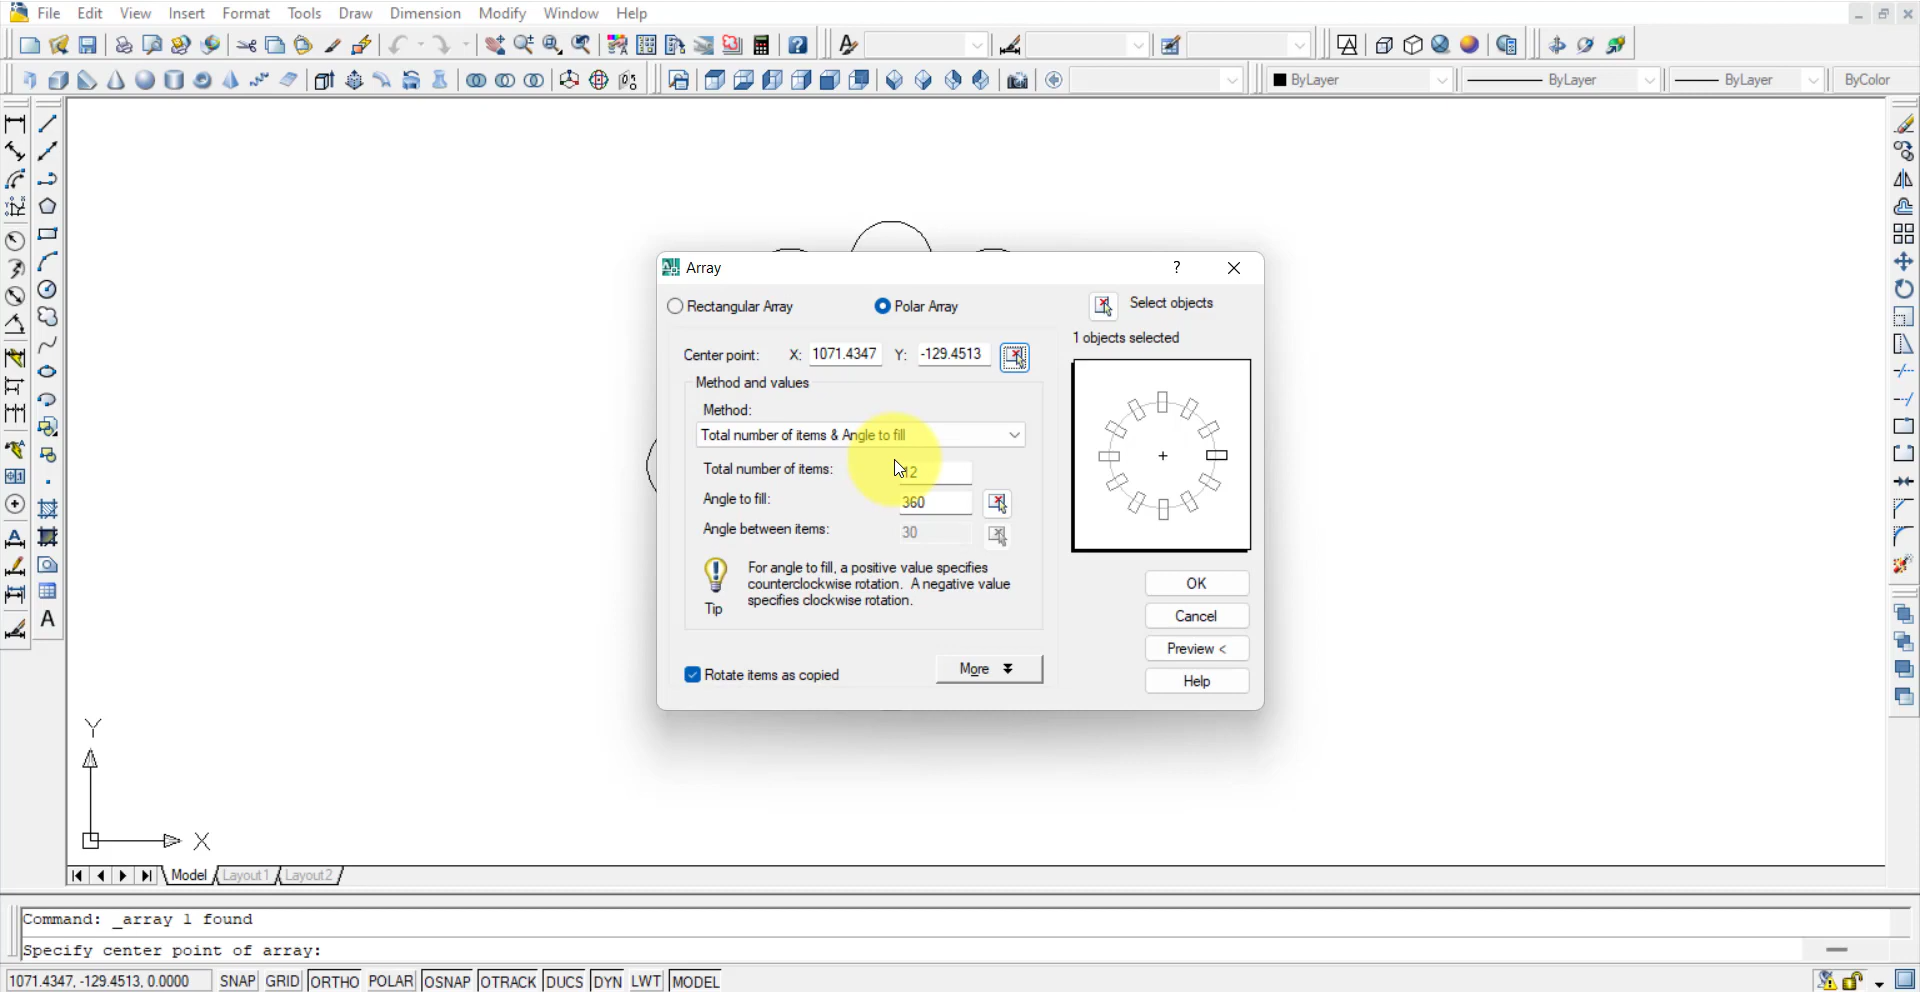 File Edit View Insert Format Tools Draw Dimension Modify Window Help
ByLayer ByLayer ByLayer ByColor
Array ?
Rectangular Array Polar Array Select objects
1 objects selected
Center point: X: 1071.4347 Y: -129.4513
Method and values
Method:
Total number of items & Angle to fill
Total number of items: 12
Angle to fill: 360
Angle between items: 30
For angle to fill, a positive value specifies
counterclockwise rotation. A negative value
specifies clockwise rotation.
Tip
OK
Cancel
Preview <
Help
Rotate items as copied More
Y
X
Model Layout1 Layout2
Command: _array 1 found
Specify center point of array:
1071.4347, -129.4513, 0.0000 SNAP GRID ORTHO POLAR OSNAP OTRACK DUCS DYN LWT MODEL